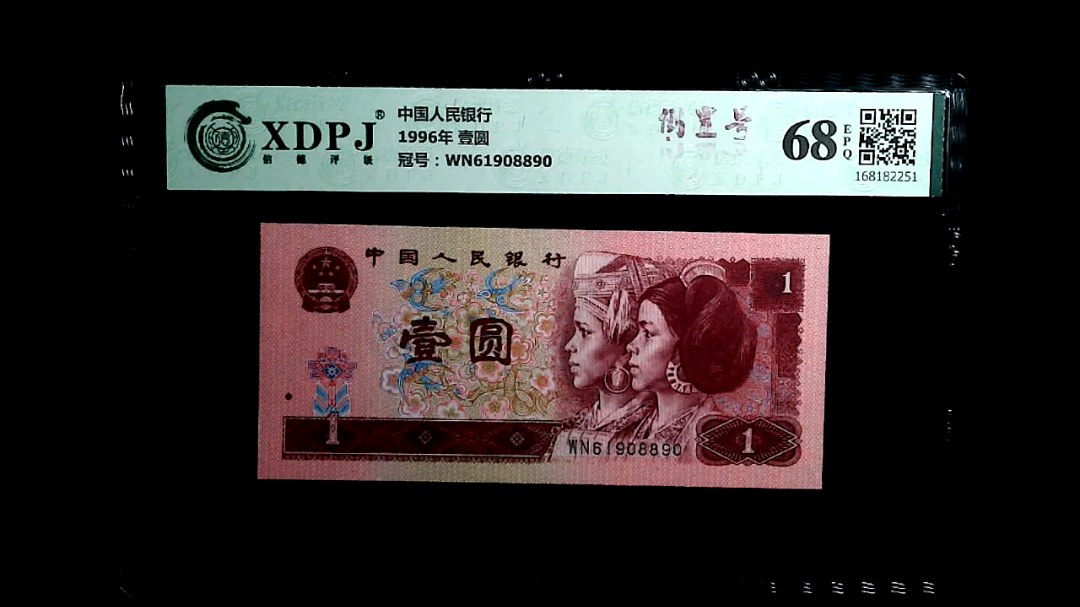 XDPJ®
信德评级
中国人民银行
1996年 壹圆
冠号：WN61908890
倒置号
68
EPQ
168182251
中国人民银行
1
壹圆
1
WN61908890
1